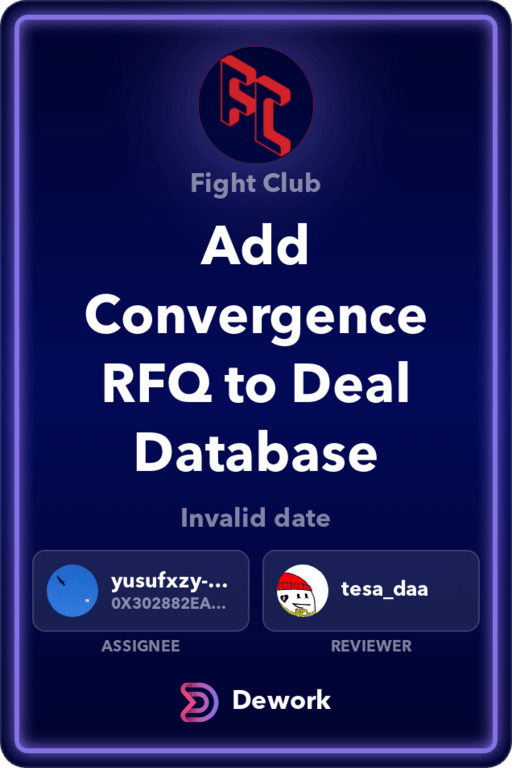 Fight Club
Add
Convergence
RFQ to Deal
Database
Invalid date
yusufxzy-...
0X302882EA...
tesa_daa
ASSIGNEE
REVIEWER
Dework